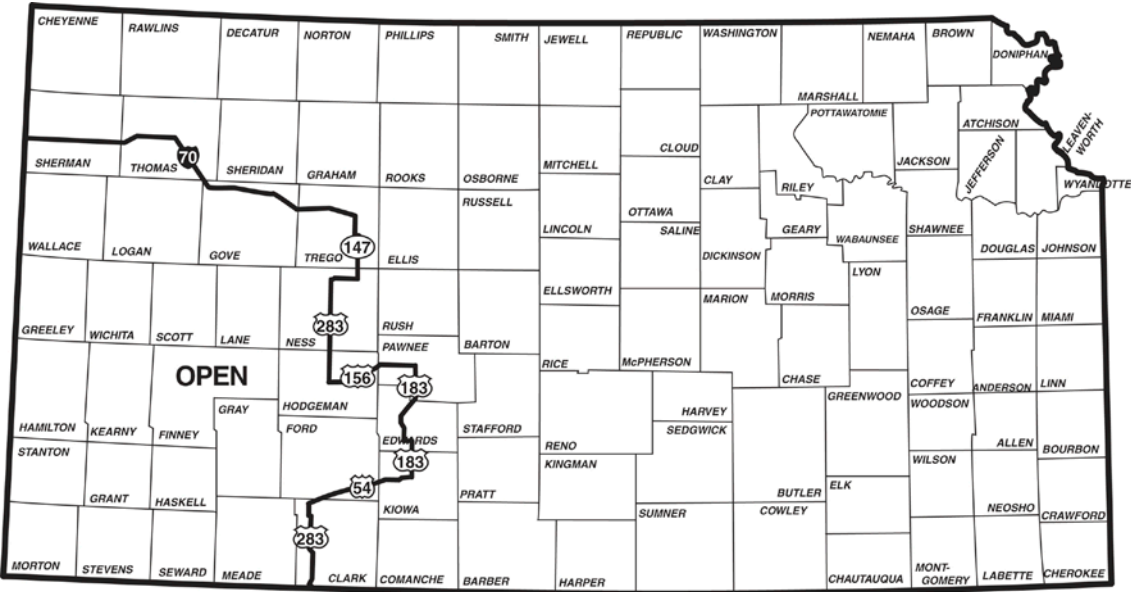 CHEYENNE
RAWLINS
DECATUR
NORTON
PHILLIPS
SMITH
JEWELL
REPUBLIC
WASHINGTON
MARSHALL
NEMAHA
BROWN
DONIPHAN
70
SHERMAN
THOMAS
SHERIDAN
GRAHAM
ROOKS
OSBORNE
MITCHELL
CLOUD
CLAY
POTTAWATOMIE
RILEY
JACKSON
ATCHISON
JEFFERSON
LEAVEN-
WORTH
WYANDOTTE
WALLACE
LOGAN
GOVE
TREGO
147
ELLIS
RUSSELL
LINCOLN
OTTAWA
SALINE
DICKINSON
GEARY
WABAUNSEE
SHAWNEE
DOUGLAS
JOHNSON
GREELEY
WICHITA
SCOTT
LANE
283
NESS
RUSH
BARTON
ELLSWORTH
RICE
McPHERSON
MARION
MORRIS
CHASE
LYON
OSAGE
FRANKLIN
MIAMI
OPEN
156
PAWNEE
183
HAMILTON
KEARNY
FINNEY
GRAY
HODGEMAN
FORD
EDWARDS
STAFFORD
RENO
HARVEY
SEDGWICK
BUTLER
GREENWOOD
COFFEY
ANDERSON
LINN
WOODSON
ALLEN
BOURBON
STANTON
GRANT
HASKELL
183
54
KIOWA
PRATT
KINGMAN
ELK
WILSON
NEOSHO
CRAWFORD
MORTON
STEVENS
SEWARD
MEADE
283
CLARK
COMANCHE
BARBER
HARPER
SUMNER
COWLEY
CHAUTAUQUA
MONT-
GOMERY
LABETTE
CHEROKEE